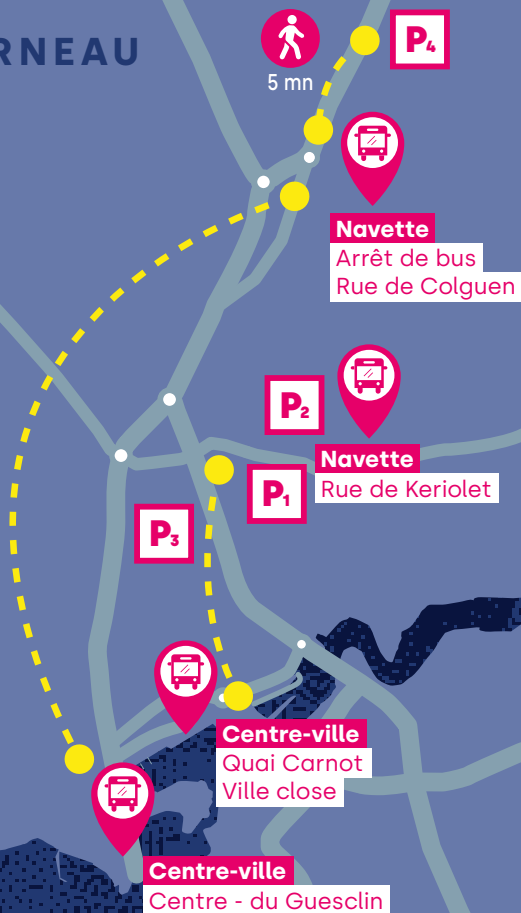 RNEAU
P4
5 mn
Navette
Arrêt de bus
Rue de Colguen
P2
Navette
Rue de Keriolet
P1
P3
Centre-ville
Quai Carnot
Ville close
Centre-ville
Centre - du Guesclin